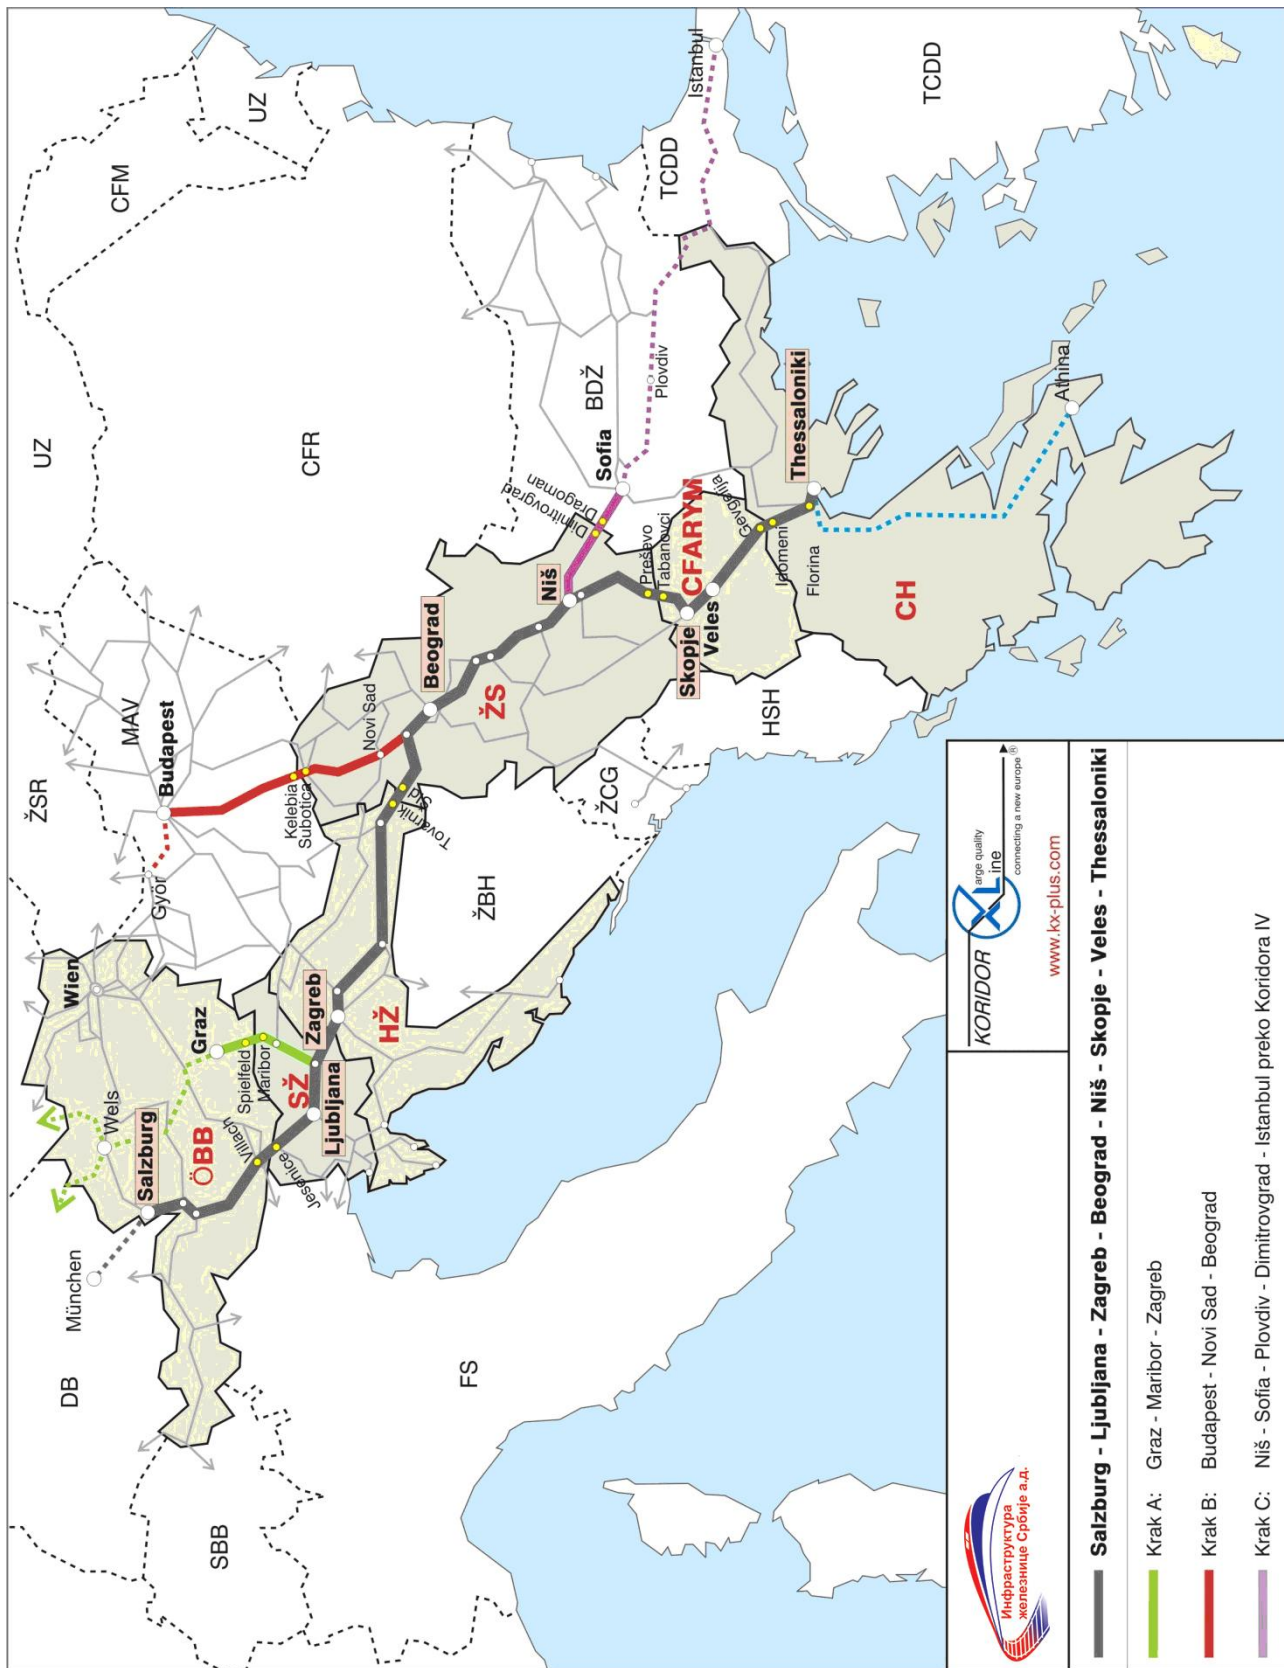 UZ
CFM
UZ
ŽSR
MAV
CFR
DB
SBB
FS
BDŽ
TCDD
TCDD
ŽBH
ŽCG
HSH
ÖBB
SŽ
HŽ
ŽS
CFARYM
CH
München
Salzburg
Wels
Wien
Graz
Spielfeld
Maribor
Villach
Jesenice
Ljubljana
Zagreb
Györ
Budapest
Kelebia
Subotica
Novi Sad
Tovarnik
Šid
Beograd
Niš
Dimitrovgrad
Dragoman
Sofia
Plovdiv
Istanbul
Preševo
Tabanovci
Skopje
Veles
Gevgelija
Idomeni
Florina
Thessaloniki
Athina
Инфраструктура
железнице Србије а.д.
KORIDOR X
Large quality
Line
connecting a new europe ®
www.kx-plus.com
Salzburg - Ljubljana - Zagreb - Beograd - Niš - Skopje - Veles - Thessaloniki
Krak A: Graz - Maribor - Zagreb
Krak B: Budapest - Novi Sad - Beograd
Krak C: Niš - Sofia - Plovdiv - Dimitrovgrad - Istanbul preko Koridora IV